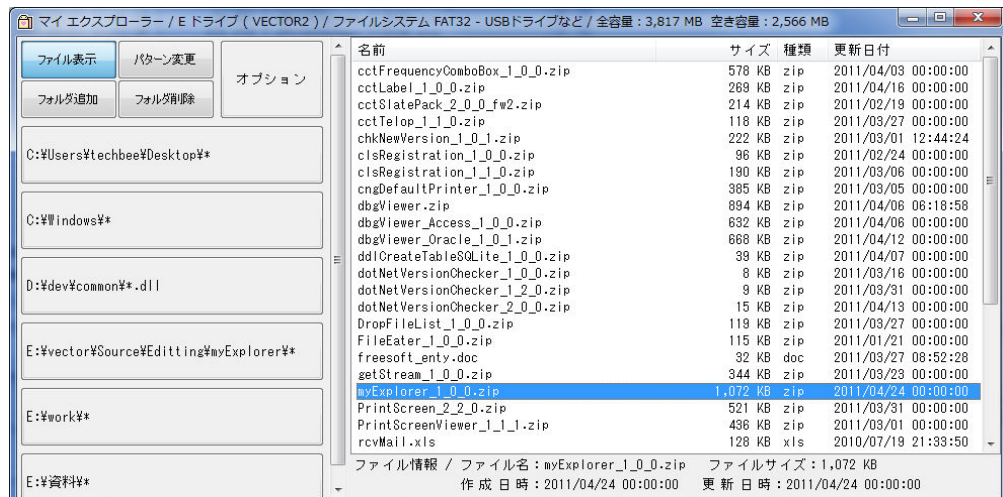 マイ エクスプローラー / E ドライブ ( VECTOR2 ) / ファイルシステム FAT32 - USBドライブなど / 全容量 : 3,817 MB 空き容量 : 2,566 MB
ファイル表示
パターン変更
オプション
フォルダ追加
フォルダ削除
C:¥Users¥techbee¥Desktop¥*
C:¥Windows¥*
D:¥dev¥common¥*.dll
E:¥vector¥Source¥Editting¥myExplorer¥*
E:¥work¥*
E:¥資料¥*
名前 サイズ 種類 更新日付
cctFrequencyComboBox_1_0_0.zip 578 KB zip 2011/04/03 00:00:00
cctLabel_1_0_0.zip 269 KB zip 2011/04/16 00:00:00
cctSlatePack_2_0_0_fw2.zip 214 KB zip 2011/02/19 00:00:00
cctTelop_1_1_0.zip 118 KB zip 2011/03/27 00:00:00
chkNewVersion_1_0_1.zip 222 KB zip 2011/03/01 12:44:24
clsRegistration_1_0_0.zip 96 KB zip 2011/02/24 00:00:00
clsRegistration_1_1_0.zip 190 KB zip 2011/03/06 00:00:00
cngDefaultPrinter_1_0_0.zip 385 KB zip 2011/03/05 00:00:00
dbgViewer.zip 894 KB zip 2011/04/06 06:18:58
dbgViewer_Access_1_0_0.zip 632 KB zip 2011/04/06 00:00:00
dbgViewer_Oracle_1_0_1.zip 668 KB zip 2011/04/12 00:00:00
ddlCreateTableSQLite_1_0_0.zip 39 KB zip 2011/04/07 00:00:00
dotNetVersionChecker_1_0_0.zip 8 KB zip 2011/03/16 00:00:00
dotNetVersionChecker_1_2_0.zip 9 KB zip 2011/03/31 00:00:00
dotNetVersionChecker_2_0_0.zip 15 KB zip 2011/04/13 00:00:00
DropFileList_1_0_0.zip 119 KB zip 2011/03/27 00:00:00
FileEater_1_0_0.zip 115 KB zip 2011/01/21 00:00:00
freesoft_enty.doc 32 KB doc 2011/03/27 08:52:28
getStream_1_0_0.zip 344 KB zip 2011/03/23 00:00:00
myExplorer_1_0_0.zip 1,072 KB zip 2011/04/24 00:00:00
PrintScreen_2_2_0.zip 521 KB zip 2011/03/31 00:00:00
PrintScreenViewer_1_1_1.zip 436 KB zip 2011/03/01 00:00:00
rcvMail.xls 128 KB xls 2010/07/19 21:33:50
ファイル情報 / ファイル名：myExplorer_1_0_0.zip ファイルサイズ：1,072 KB
作成日時：2011/04/24 00:00:00 更新日時：2011/04/24 00:00:00